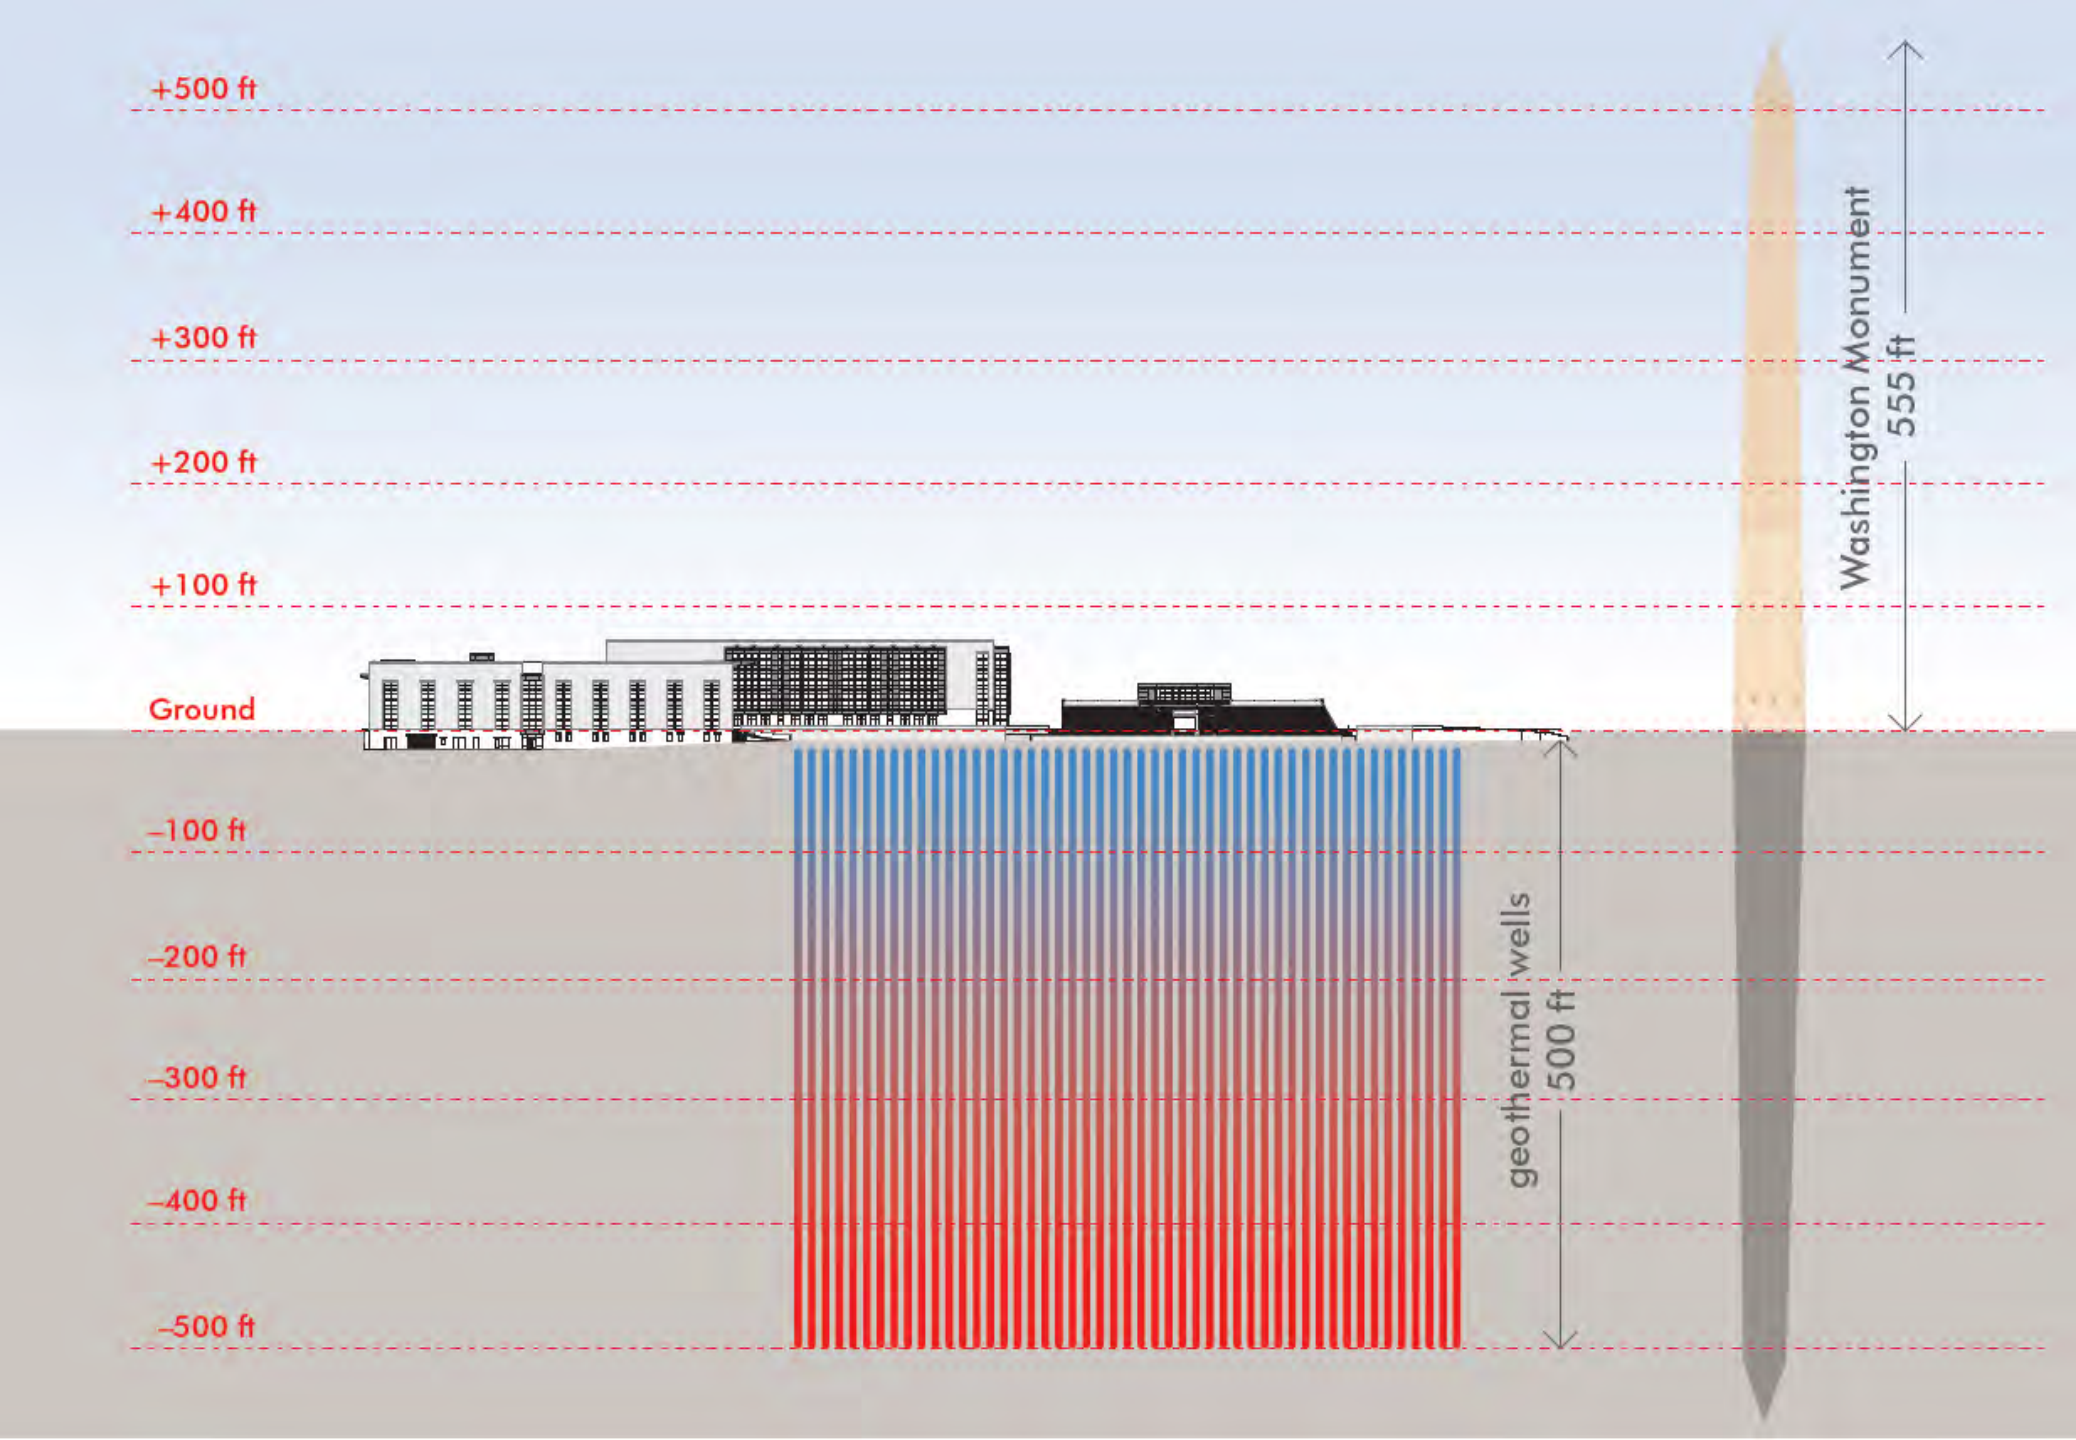 +500 ft
+400 ft
+300 ft
+200 ft
+100 ft
Ground
–100 ft
–200 ft
–300 ft
–400 ft
–500 ft
geothermal wells
500 ft
Washington Monument
555 ft